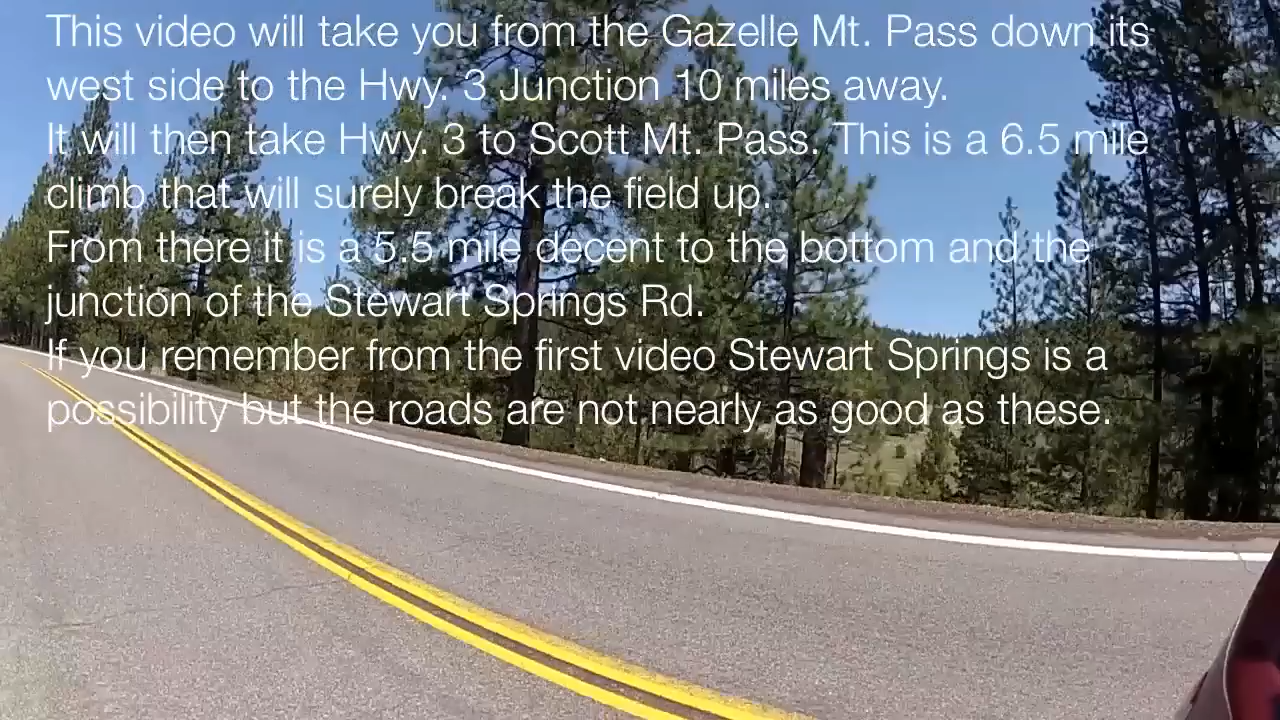 This video will take you from the Gazelle Mt. Pass down its
west side to the Hwy. 3 Junction 10 miles away.
It will then take Hwy. 3 to Scott Mt. Pass. This is a 6.5 mile
climb that will surely break the field up.
From there it is a 5.5 mile decent to the bottom and the
junction of the Stewart Springs Rd.
If you remember from the first video Stewart Springs is a
possibility but the roads are not nearly as good as these.